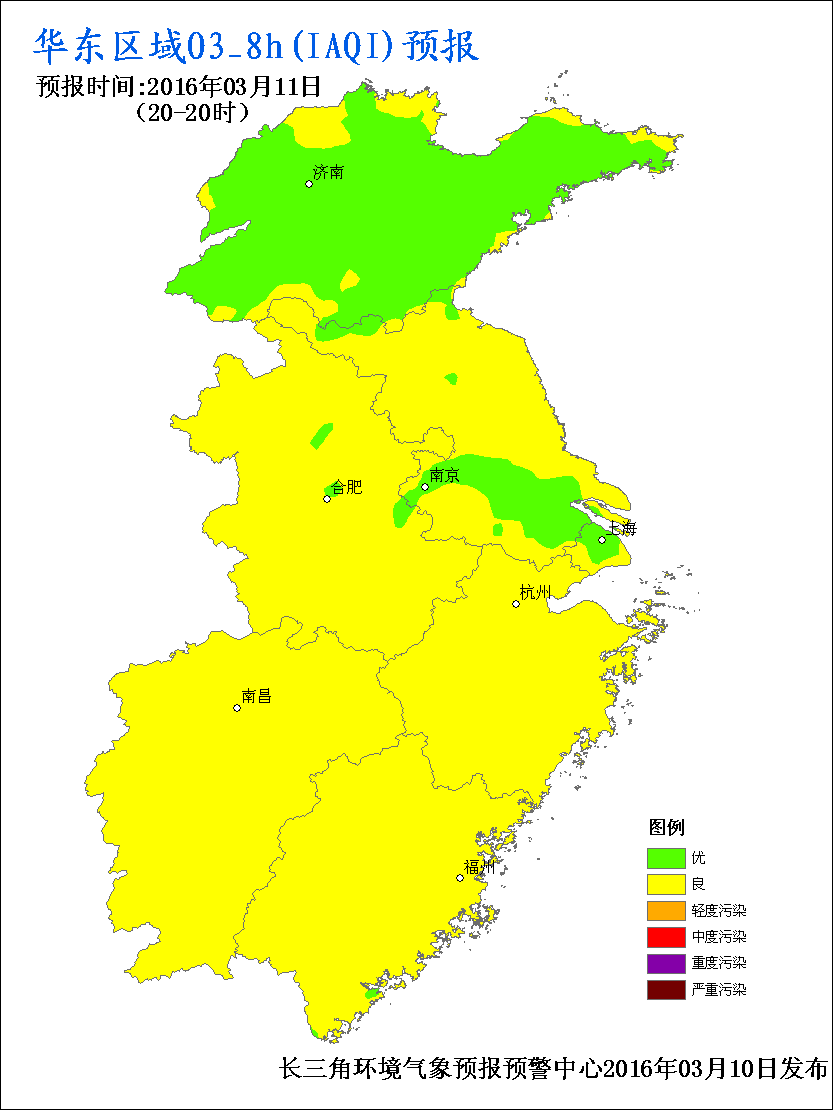 华东区域O3_8h(IAQI)预报
预报时间:2016年03月11日
(20-20时)
济南
合肥
南京
上海
杭州
南昌
福州
图例
优
良
轻度污染
中度污染
重度污染
严重污染
长三角环境气象预报预警中心2016年03月10日发布